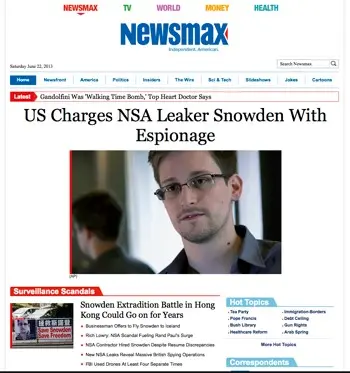 NEWSMAX TV WORLD MONEY HEALTH
Newsmax
Independent. American.
Saturday June 22, 2013
Search Newsmax
Home Newsfront America Politics Insiders The Wire Sci & Tech Slideshows Jokes Cartoons
Latest Gandolfini Was 'Walking Time Bomb,' Top Heart Doctor Says
US Charges NSA Leaker Snowden With
Espionage
(AP)
Surveillance Scandals
Snowden Extradition Battle in Hong
Kong Could Go on for Years
Businessman Offers to Fly Snowden to Iceland
Rich Lowry: NSA Scandal Fueling Rand Paul's Surge
NSA Contractor Hired Snowden Despite Resume Discrepancies
New NSA Leaks Reveal Massive British Spying Operations
FBI Used Drones At Least Four Separate Times
Hot Topics
Tea Party Immigration-Borders
Pope Francis Debt Ceiling
Bush Library Gun Rights
Healthcare Reform Arab Spring
More Hot Topics
Correspondents